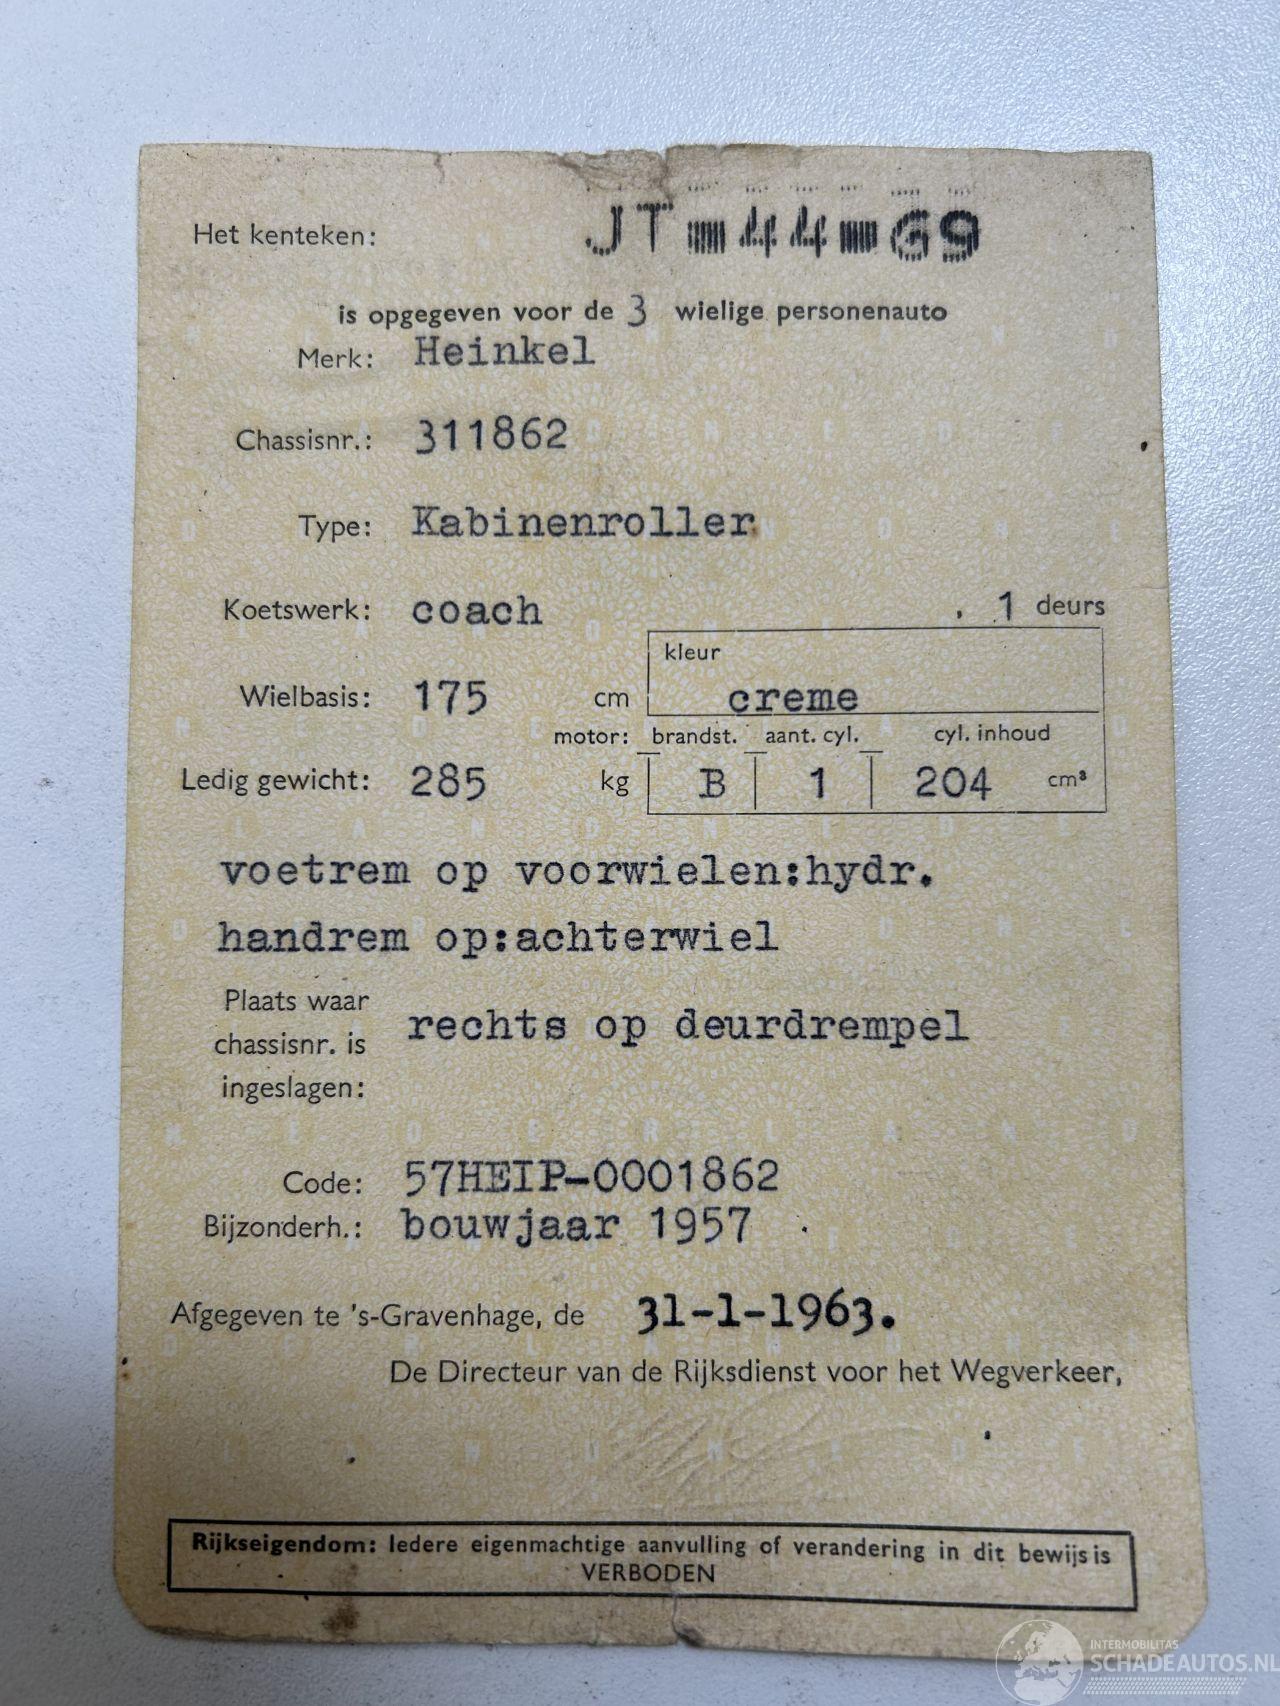 Het kenteken: JT-44-69
is opgegeven voor de 3 wielige personenauto
Merk: Heinkel
Chassisnr.: 311862
Type: Kabinenroller
Koetswerk: coach , 1 deurs
kleur
Wielbasis: 175 cm creme
motor: brandst. aant. cyl. cyl. inhoud
Ledig gewicht: 285 kg B 1 204 cm³
voetrem op voorwielen:hydr.
handrem op:achterwiel
Plaats waar
chassisnr. is rechts op deurdrempel
ingeslagen:
Code: 57HEIP-0001862
Bijzonderh.: bouwjaar 1957
Afgegeven te 's-Gravenhage, de 31-1-1963.
De Directeur van de Rijksdienst voor het Wegverkeer,
Rijkseigendom: Iedere eigenmachtige aanvulling of verandering in dit bewijs is
VERBODEN
INTERMOBILITAS
SCHADEAUTOS.NL